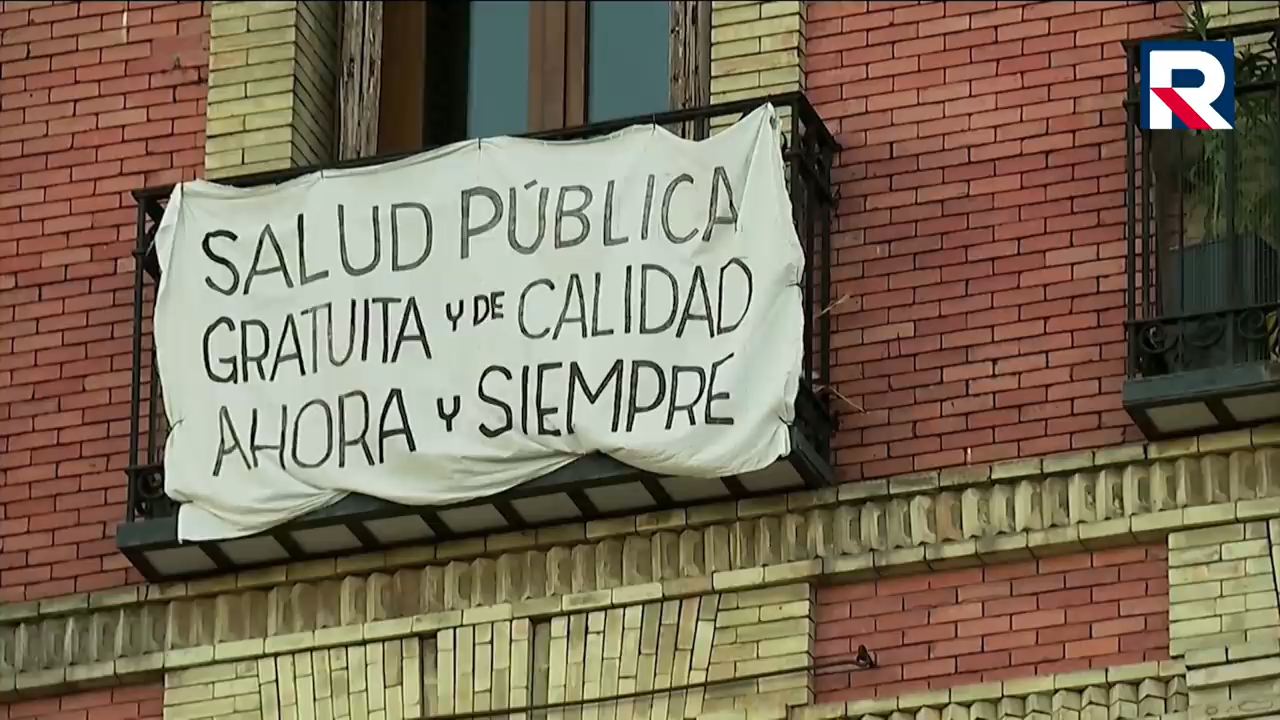 SALUD PÚBLICA
GRATUITA Y DE CALIDAD
AHORA Y SIEMPRE
R